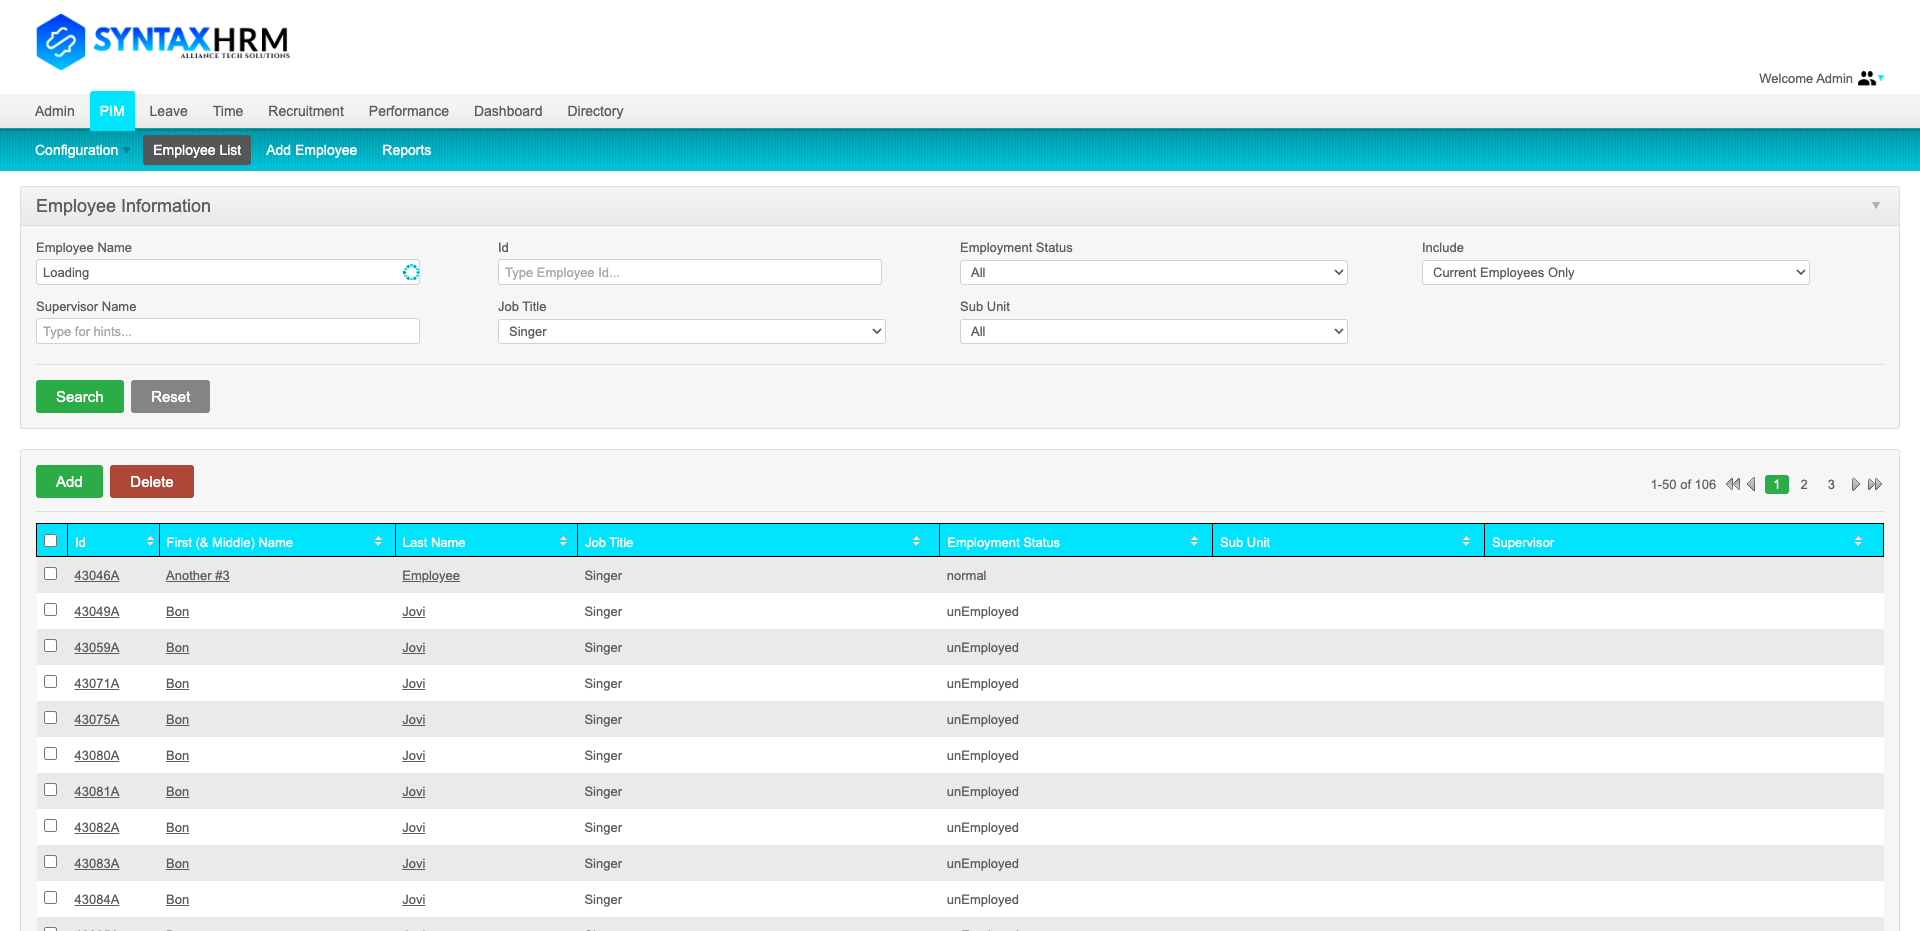 SYNTAXHRM
ALLIANCE TECH SOLUTIONS
Welcome Admin
Admin PIM Leave Time Recruitment Performance Dashboard Directory
Configuration Employee List Add Employee Reports
Employee Information
Employee Name Id Employment Status Include
Loading Type Employee Id... All Current Employees Only
Supervisor Name Job Title Sub Unit
Type for hints... Singer All
Search Reset
Add Delete 1-50 of 106 1 2 3
Id First (& Middle) Name Last Name Job Title Employment Status Sub Unit Supervisor
43046A Another #3 Employee Singer normal
43049A Bon Jovi Singer unEmployed
43059A Bon Jovi Singer unEmployed
43071A Bon Jovi Singer unEmployed
43075A Bon Jovi Singer unEmployed
43080A Bon Jovi Singer unEmployed
43081A Bon Jovi Singer unEmployed
43082A Bon Jovi Singer unEmployed
43083A Bon Jovi Singer unEmployed
43084A Bon Jovi Singer unEmployed